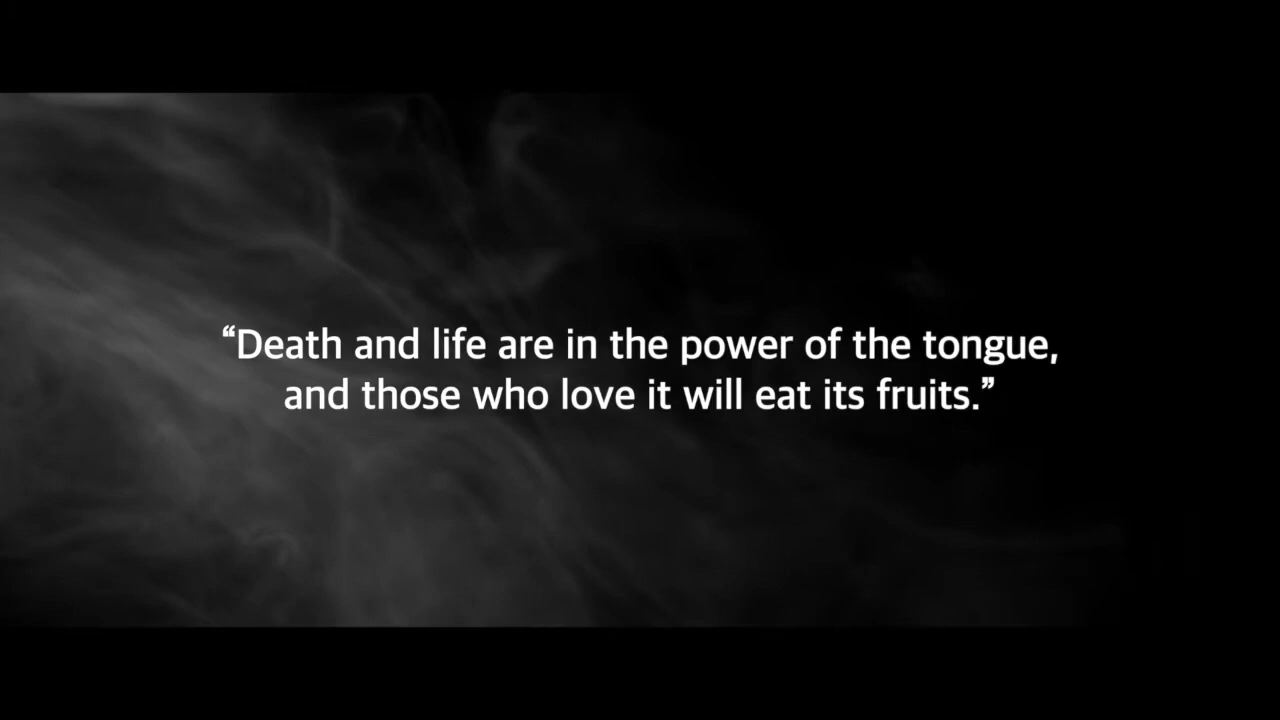 “Death and life are in the power of the tongue,
and those who love it will eat its fruits.”